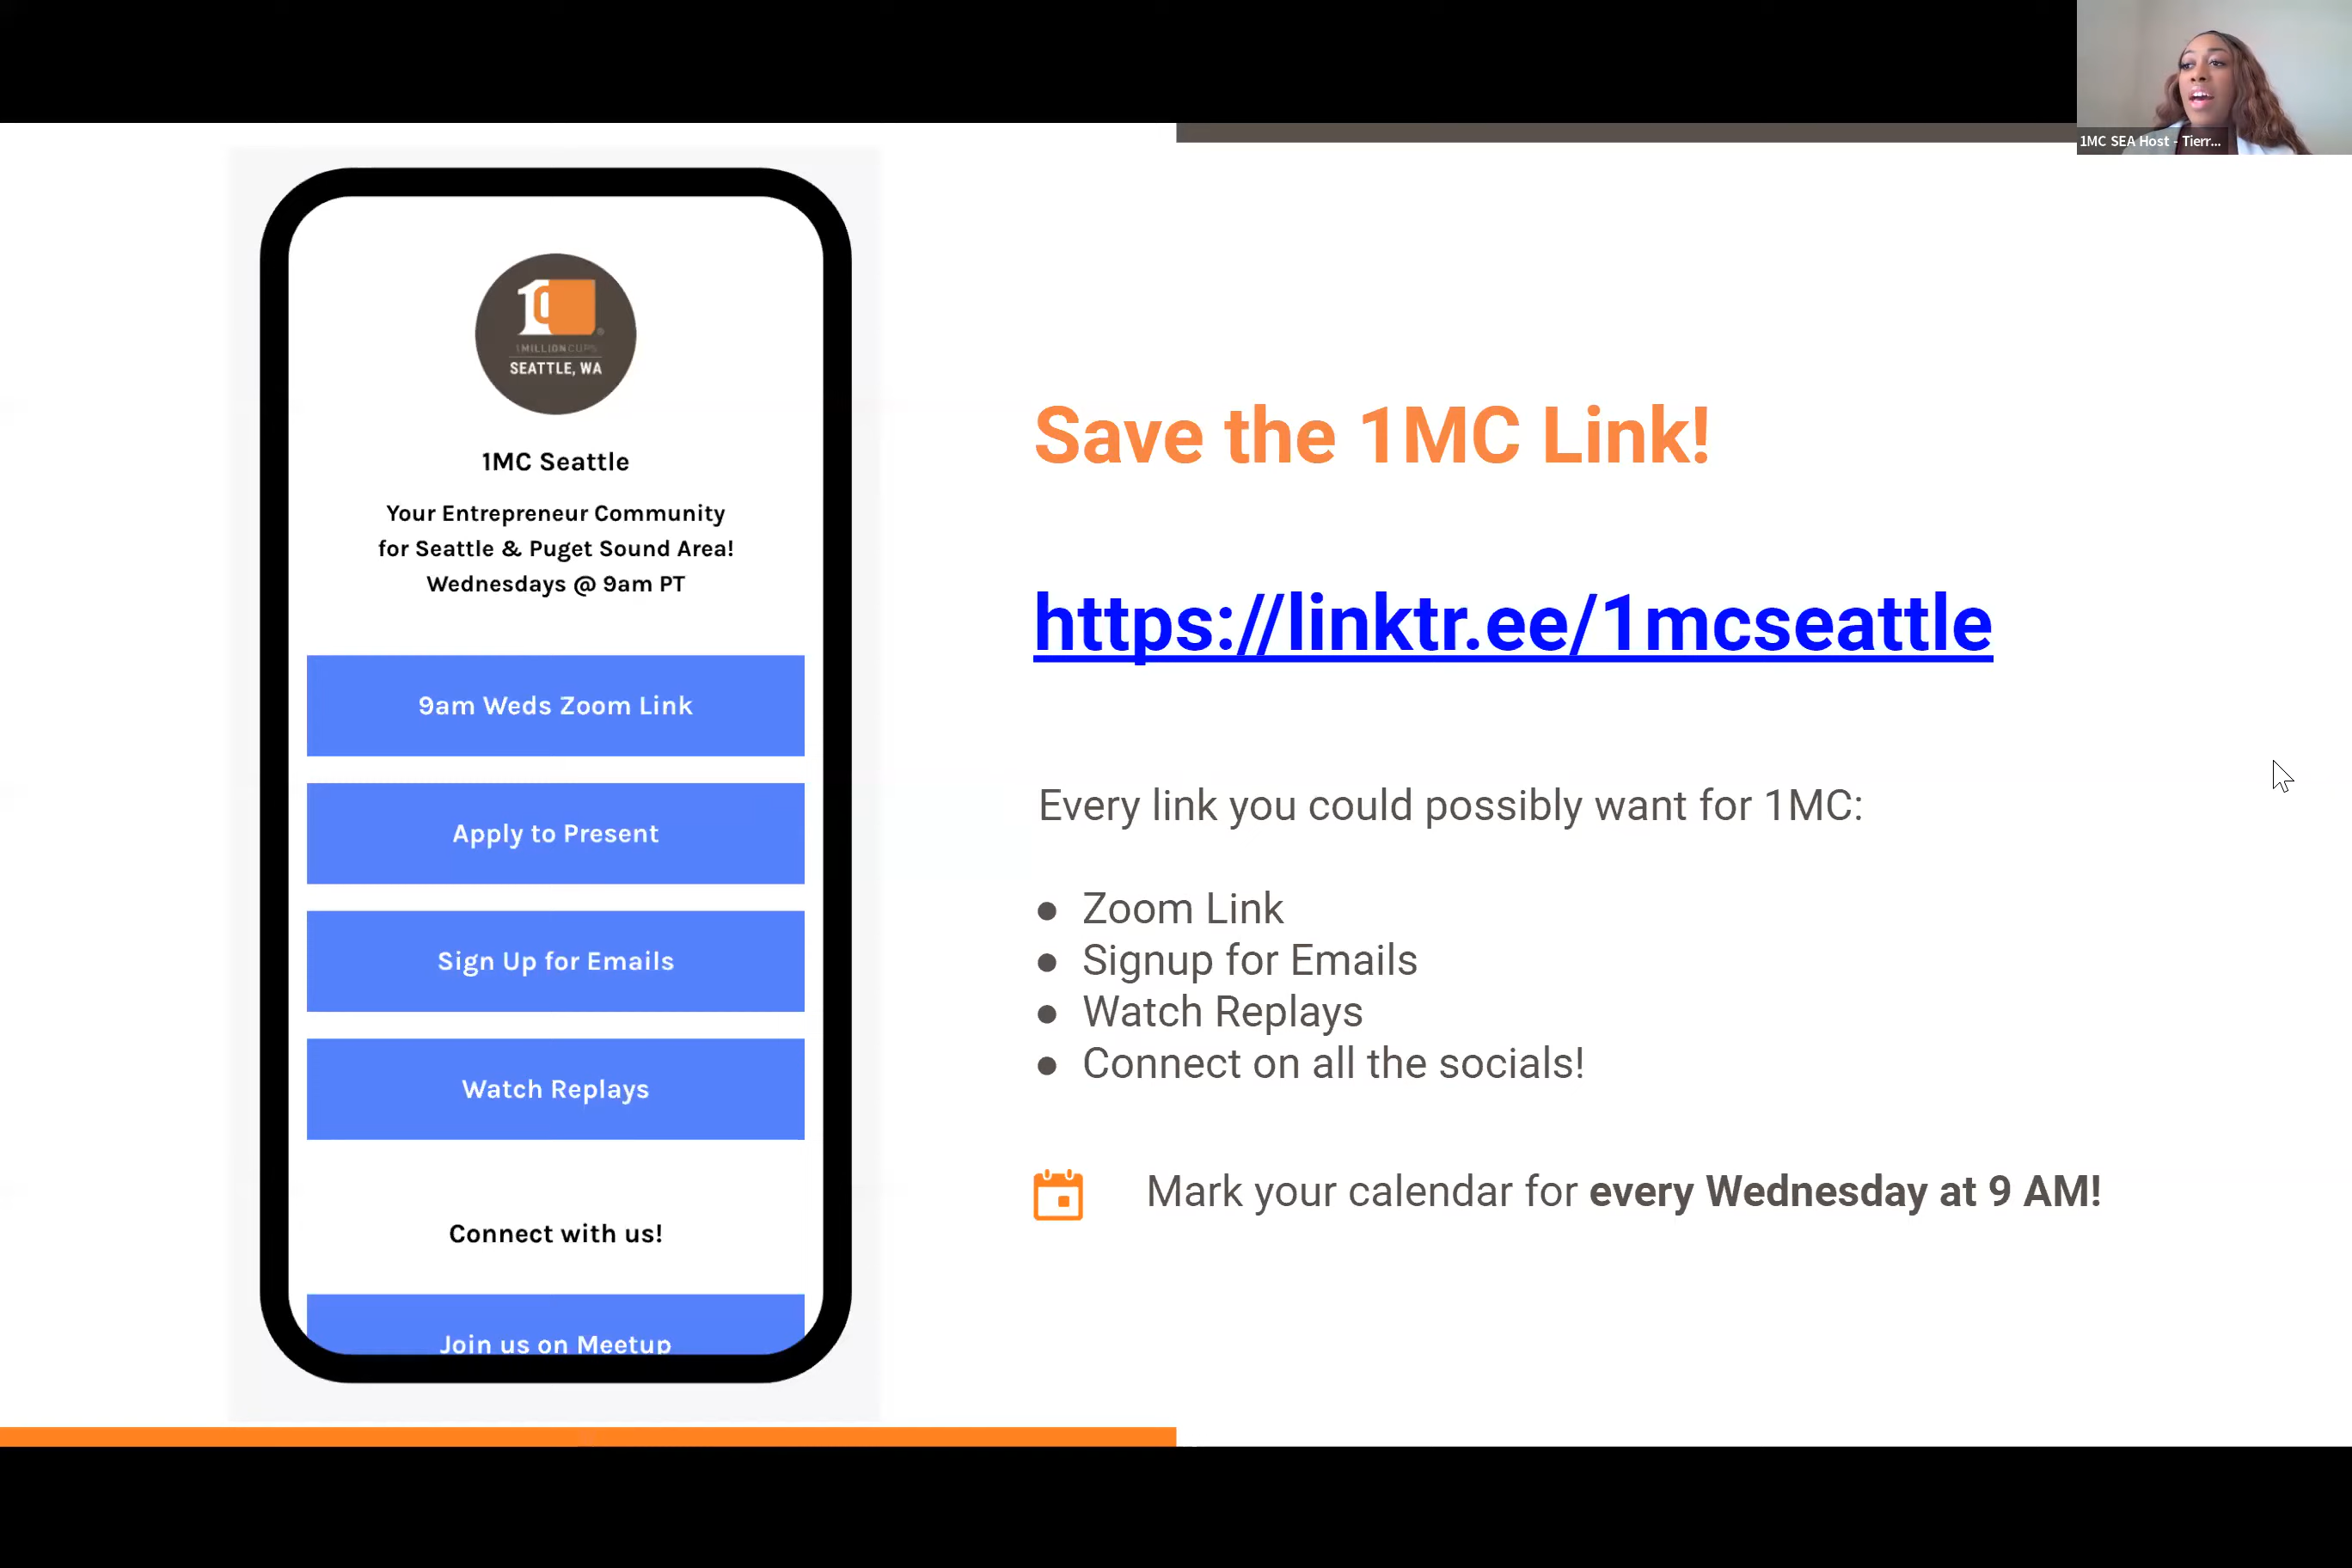 1MC SEA Host - Tierr...
1MILLIONCUPS
SEATTLE, WA
1MC Seattle
Your Entrepreneur Community
for Seattle & Puget Sound Area!
Wednesdays @ 9am PT
9am Weds Zoom Link
Apply to Present
Sign Up for Emails
Watch Replays
Connect with us!
Join us on Meetup
Save the 1MC Link!
https://linktr.ee/1mcseattle
Every link you could possibly want for 1MC:
● Zoom Link
● Signup for Emails
● Watch Replays
● Connect on all the socials!
Mark your calendar for every Wednesday at 9 AM!